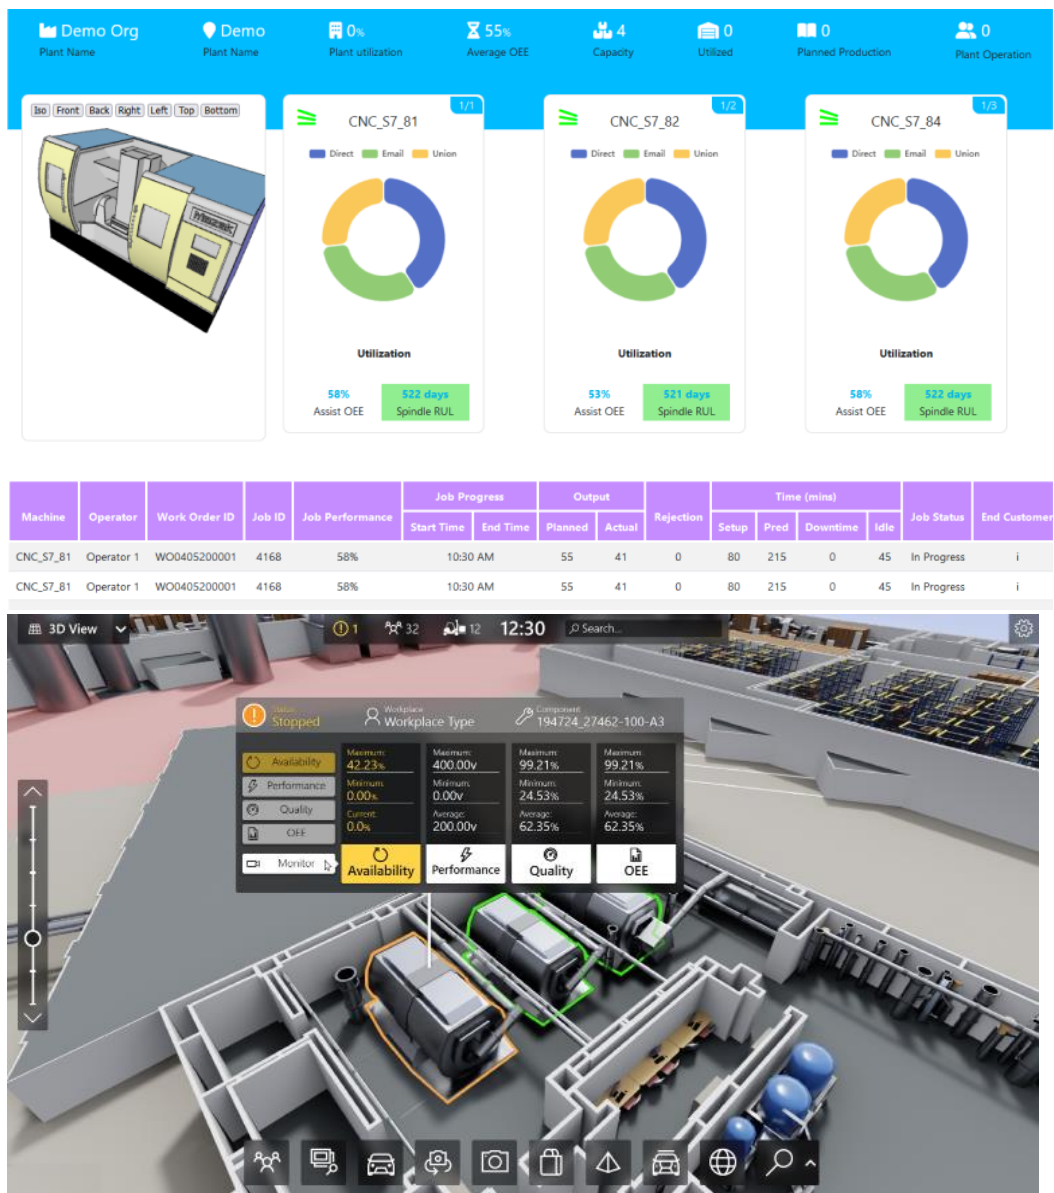 Demo Org Demo 0% 55% 4 0 0 0
Plant Name Plant Name Plant utilization Average OEE Capacity Utilized Planned Production Plant Operation
Iso Front Back Right Left Top Bottom
Mazak
1/1
CNC_S7_81
Direct Email Union
Utilization
58% 522 days
Assist OEE Spindle RUL
1/2
CNC_S7_82
Direct Email Union
Utilization
53% 521 days
Assist OEE Spindle RUL
1/3
CNC_S7_84
Direct Email Union
Utilization
58% 522 days
Assist OEE Spindle RUL
Machine Operator Work Order ID Job ID Job Performance Job Progress Output Rejection Time (mins) Job Status End Customer
Start Time End Time Planned Actual Setup Pred Downtime Idle
CNC_S7_81 Operator 1 WO0405200001 4168 58% 10:30 AM 55 41 0 80 215 0 45 In Progress i
CNC_S7_81 Operator 1 WO0405200001 4168 58% 10:30 AM 55 41 0 80 215 0 45 In Progress i
3D View 1 32 12 12:30 Search...
Status Workplace Component
Stopped Workplace Type 194724_27462-100-A3
Availability
Performance
Quality
OEE
Monitor
Maximum: Maximum: Maximum: Maximum:
42.23% 400.00v 99.21% 99.21%
Minimum: Minimum: Minimum: Minimum:
0.00% 0.00v 24.53% 24.53%
Current: Average: Average: Average:
0.0% 200.00v 62.35% 62.35%
Availability Performance Quality OEE